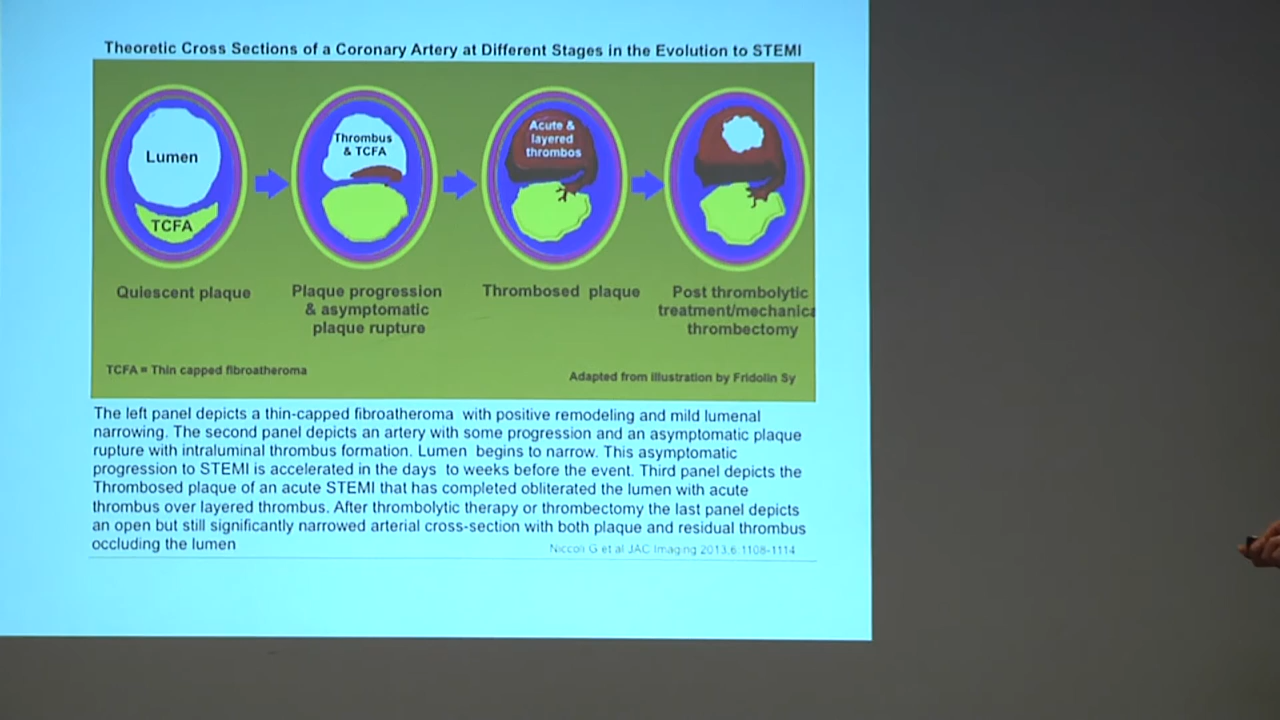 Theoretic Cross Sections of a Coronary Artery at Different Stages in the Evolution to STEMI
Lumen
TCFA
Thrombus
& TCFA
Acute &
layered
thrombos
Quiescent plaque
Plaque progression
& asymptomatic
plaque rupture
Thrombosed plaque
Post thrombolytic
treatment/mechanica
thrombectomy
TCFA = Thin capped fibroatheroma
Adapted from illustration by Fridolin Sy
The left panel depicts a thin-capped fibroatheroma with positive remodeling and mild lumenal
narrowing. The second panel depicts an artery with some progression and an asymptomatic plaque
rupture with intraluminal thrombus formation. Lumen begins to narrow. This asymptomatic
progression to STEMI is accelerated in the days to weeks before the event. Third panel depicts the
Thrombosed plaque of an acute STEMI that has completed obliterated the lumen with acute
thrombus over layered thrombus. After thrombolytic therapy or thrombectomy the last panel depicts
an open but still significantly narrowed arterial cross-section with both plaque and residual thrombus
occluding the lumen
Niccoli G et al JAC Imaging 2013;6:1108-1114